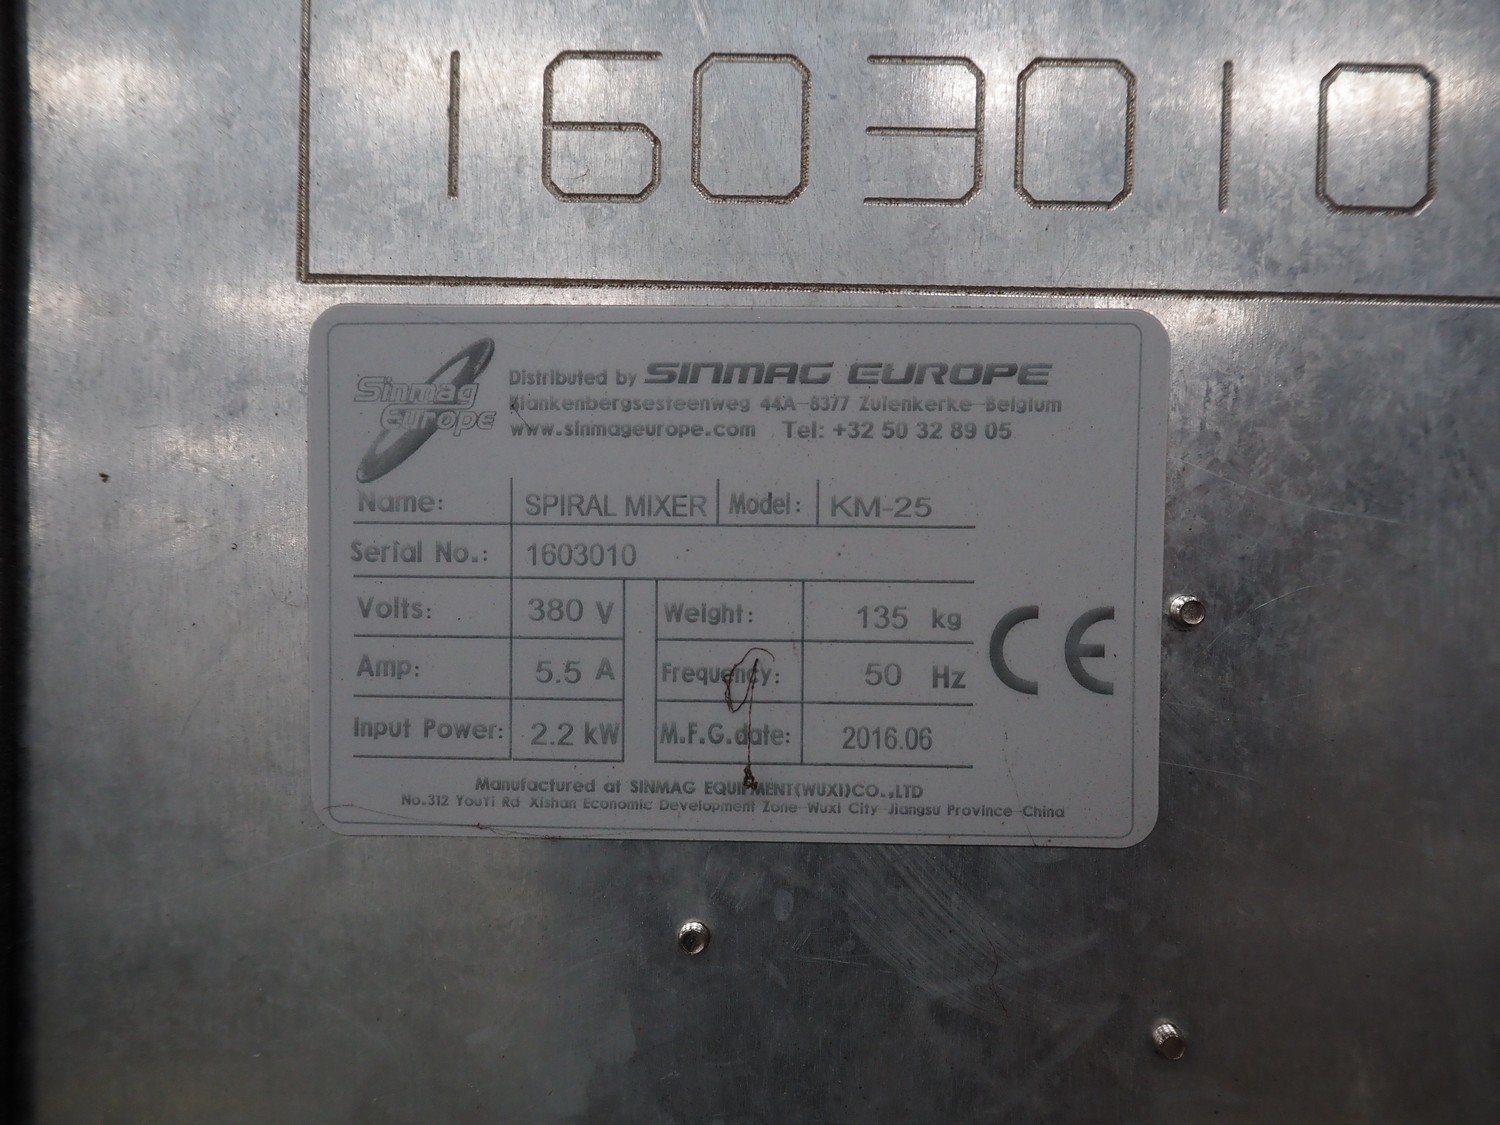 1603010
Sinmag
Europe
Distributed by SINMAG EUROPE
Blankenbergsesteenweg 44A-8377 Zuienkerke-Belgium
www.sinmageurope.com Tel: +32 50 32 89 05
Name: SPIRAL MIXER Model: KM-25
Serial No.: 1603010
Volts: 380 V Weight: 135 kg
Amp: 5.5 A Frequency: 50 Hz
Input Power: 2.2 kW M.F.G.date: 2016.06
CE
Manufactured at SINMAG EQUIPMENT(WUXI)CO.,LTD
No.312 YouYi Rd Xishan Economic Development Zone-Wuxi City-Jiangsu Province-China